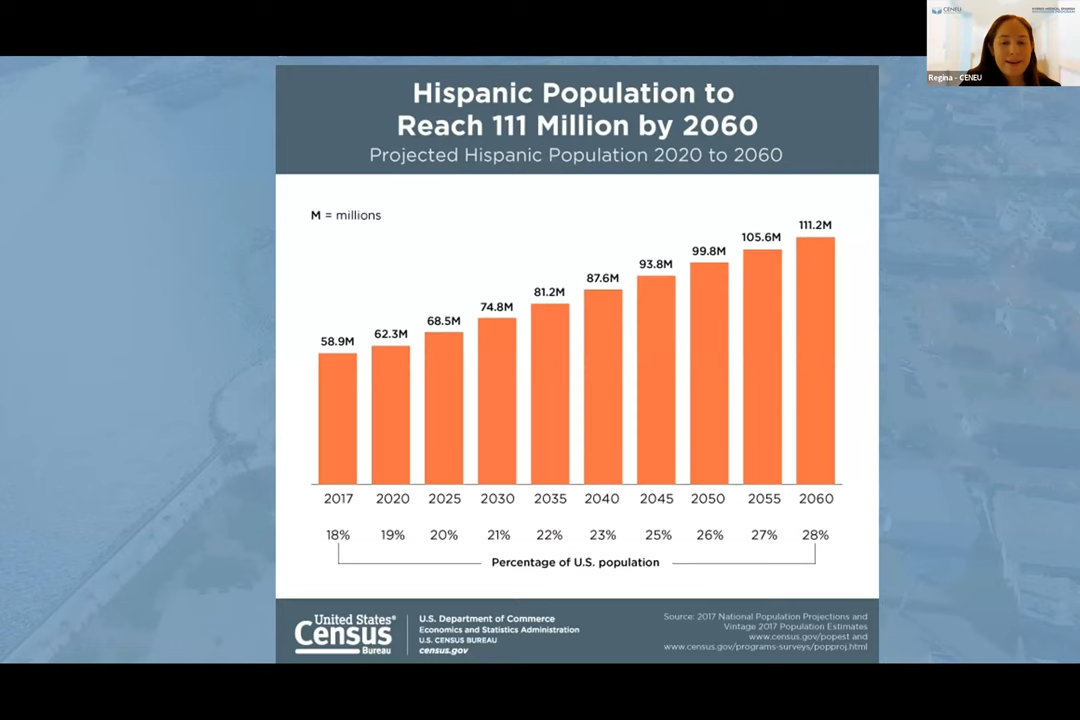 CENEU
Regina - CENEU
Hispanic Population to
Reach 111 Million by 2060
Projected Hispanic Population 2020 to 2060
M = millions
58.9M 62.3M 68.5M 74.8M 81.2M 87.6M 93.8M 99.8M 105.6M 111.2M
2017 2020 2025 2030 2035 2040 2045 2050 2055 2060
18% 19% 20% 21% 22% 23% 25% 26% 27% 28%
Percentage of U.S. population
United States®
Census
Bureau
U.S. Department of Commerce
Economics and Statistics Administration
U.S. CENSUS BUREAU
census.gov
Source: 2017 National Population Projections and
Vintage 2017 Population Estimates
www.census.gov/popest and
www.census.gov/programs-surveys/popproj.html